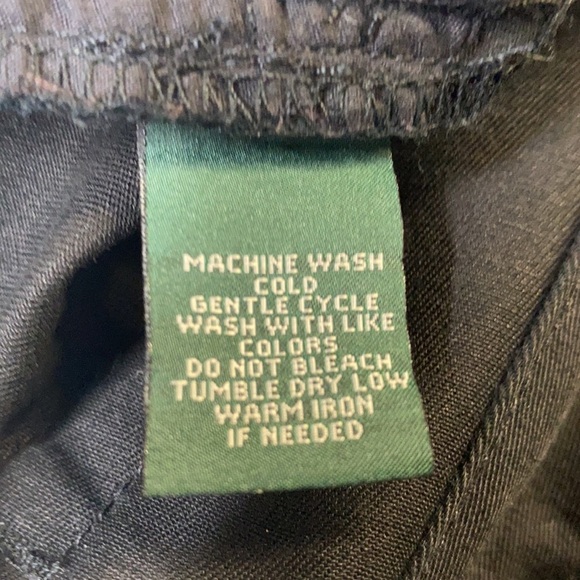 MACHINE WASH
COLD
GENTLE CYCLE
WASH WITH LIKE
COLORS
DO NOT BLEACH
TUMBLE DRY LOW
WARM IRON
IF NEEDED